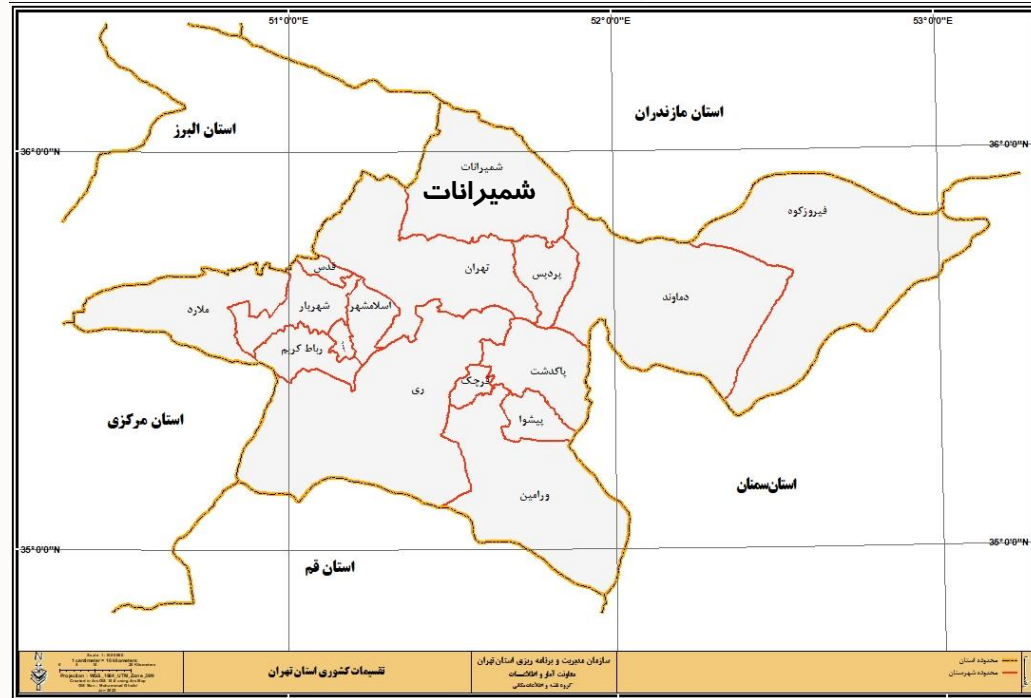 51°0'0"E
52°0'0"E
53°0'0"E
استان مازندران
استان البرز
36°0'0"N
36°0'0"N
شمیرانات
شمیرانات
فیروزکوه
قدس
تهران
پردیس
دماوند
ملارد
شهریار
اسلامشهر
رباط کریم
پاکدشت
ری
قرچک
پیشوا
استان مرکزی
استان سمنان
ورامین
35°0'0"N
35°0'0"N
استان قم
سازمان مدیریت و برنامه ریزی استان تهران
معاونت آمار و اطلاعات
تقسیمات کشوری استان تهران
محدوده استان
محدوده شهرستان
N